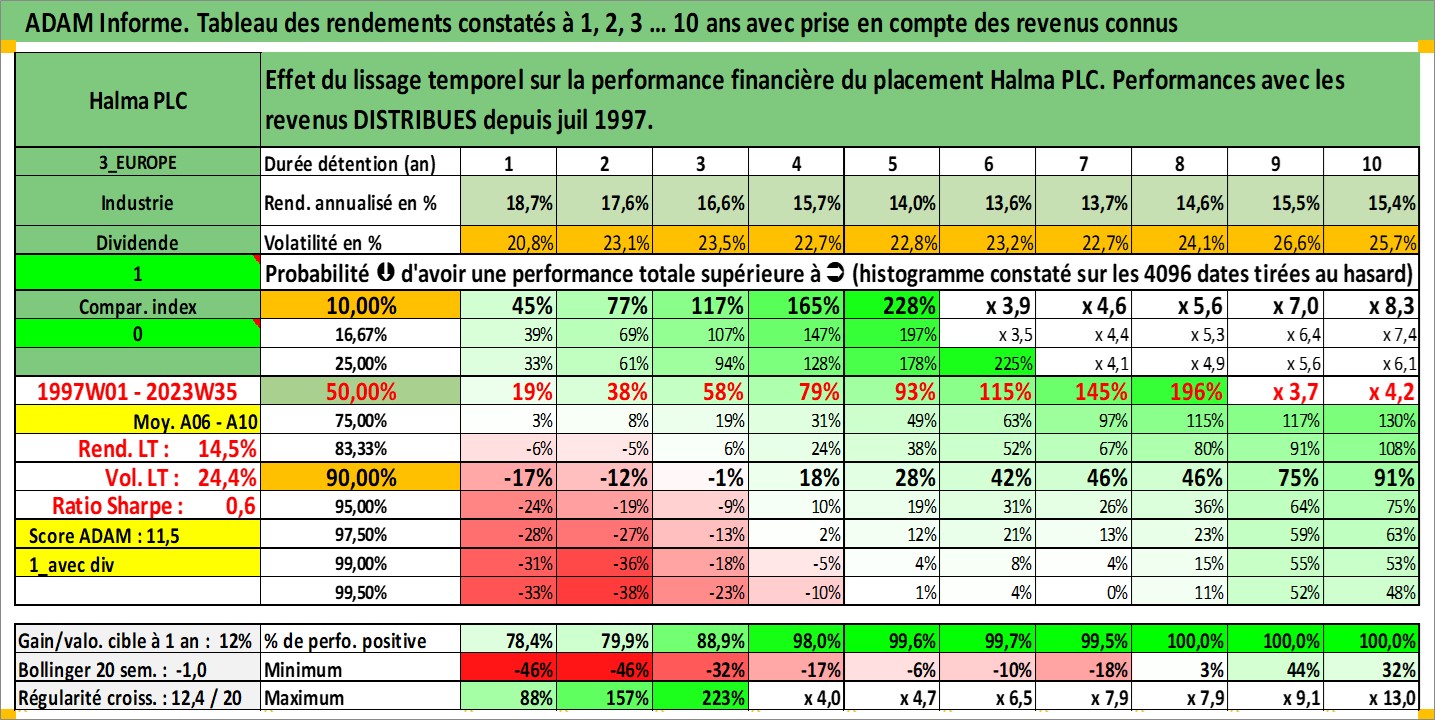 ADAM Informe. Tableau des rendements constatés à 1, 2, 3 ... 10 ans avec prise en compte des revenus connus
Halma PLC
Effet du lissage temporel sur la performance financière du placement Halma PLC. Performances avec les
revenus DISTRIBUES depuis juil 1997.
3_EUROPE Durée détention (an) 1 2 3 4 5 6 7 8 9 10
Industrie Rend. annualisé en % 18,7% 17,6% 16,6% 15,7% 14,0% 13,6% 13,7% 14,6% 15,5% 15,4%
Dividende Volatilité en % 20,8% 23,1% 23,5% 22,7% 22,8% 23,2% 22,7% 24,1% 26,6% 25,7%
1 Probabilité ⬇ d'avoir une performance totale supérieure à ➲ (histogramme constaté sur les 4096 dates tirées au hasard)
Compar. index 10,00% 45% 77% 117% 165% 228% x 3,9 x 4,6 x 5,6 x 7,0 x 8,3
0 16,67% 39% 69% 107% 147% 197% x 3,5 x 4,4 x 5,3 x 6,4 x 7,4
25,00% 33% 61% 94% 128% 178% 225% x 4,1 x 4,9 x 5,6 x 6,1
1997W01 - 2023W35 50,00% 19% 38% 58% 79% 93% 115% 145% 196% x 3,7 x 4,2
Moy. A06 - A10 75,00% 3% 8% 19% 31% 49% 63% 97% 115% 117% 130%
Rend. LT : 14,5% 83,33% -6% -5% 6% 24% 38% 52% 67% 80% 91% 108%
Vol. LT : 24,4% 90,00% -17% -12% -1% 18% 28% 42% 46% 46% 75% 91%
Ratio Sharpe : 0,6 95,00% -24% -19% -9% 10% 19% 31% 26% 36% 64% 75%
Score ADAM : 11,5 97,50% -28% -27% -13% 2% 12% 21% 13% 23% 59% 63%
1_avec div 99,00% -31% -36% -18% -5% 4% 8% 4% 15% 55% 53%
99,50% -33% -38% -23% -10% 1% 4% 0% 11% 52% 48%
Gain/valo. cible à 1 an : 12% % de perfo. positive 78,4% 79,9% 88,9% 98,0% 99,6% 99,7% 99,5% 100,0% 100,0% 100,0%
Bollinger 20 sem. : -1,0 Minimum -46% -46% -32% -17% -6% -10% -18% 3% 44% 32%
Régularité croiss. : 12,4 / 20 Maximum 88% 157% 223% x 4,0 x 4,7 x 6,5 x 7,9 x 7,9 x 9,1 x 13,0